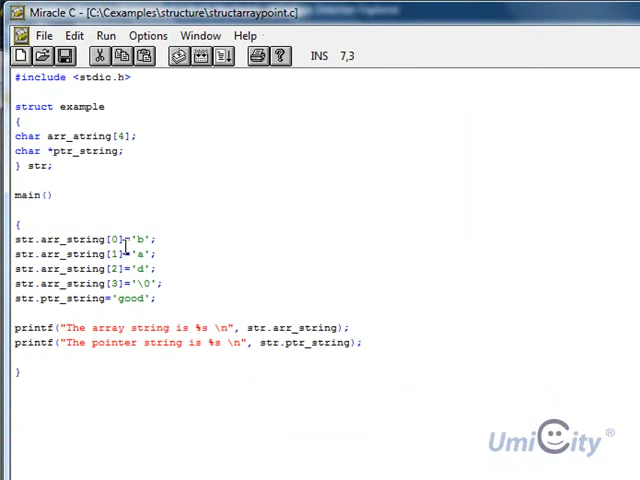 Miracle C - [C:\Cexamples\structure\structarraypoint.c]
File Edit Run Options Window Help
INS 7,3
#include <stdic.h>
struct example
{
char arr_atring[4];
char *ptr_string;
} str;
main()
{
str.arr_string[0]='b';
str.arr_string[1]='a';
str.arr_string[2]='d';
str.arr_string[3]='\0';
str.ptr_string='good';
printf("The array string is %s \n", str.arr_string);
printf("The pointer string is %s \n", str.ptr_string);
}
UmiCity ®